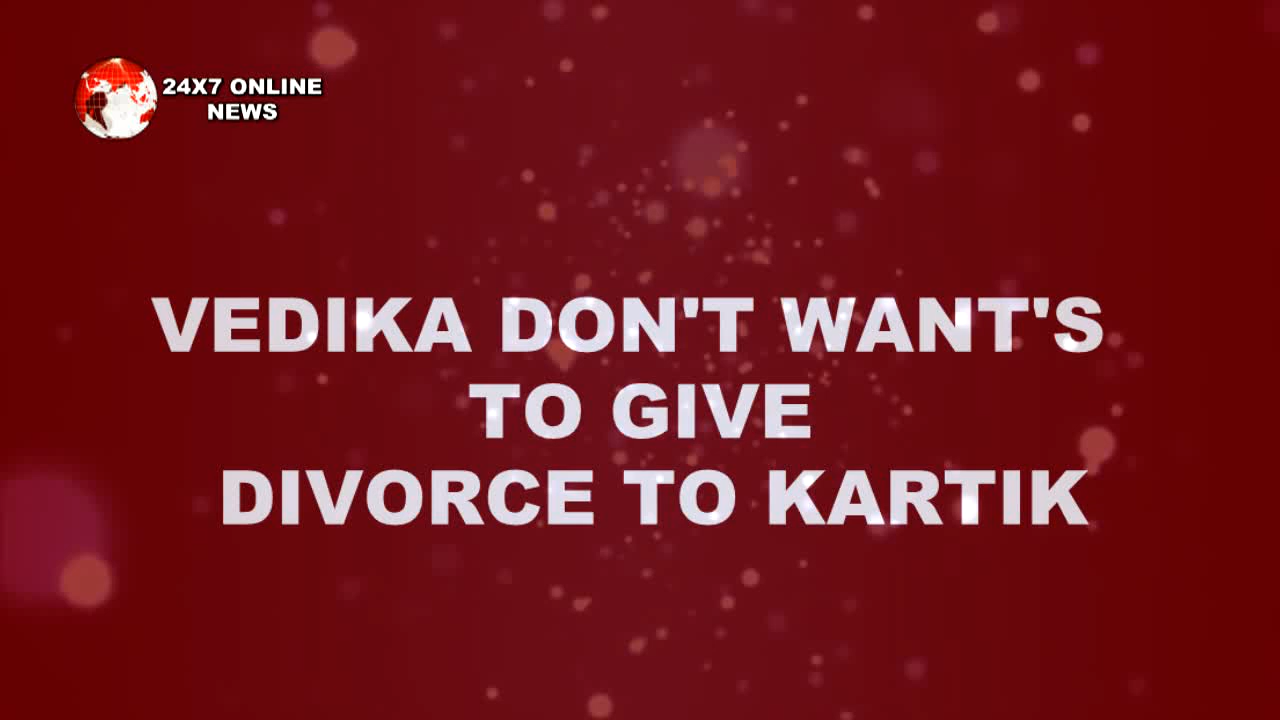 24X7 ONLINE
NEWS
VEDIKA DON'T WANT'S
TO GIVE
DIVORCE TO KARTIK